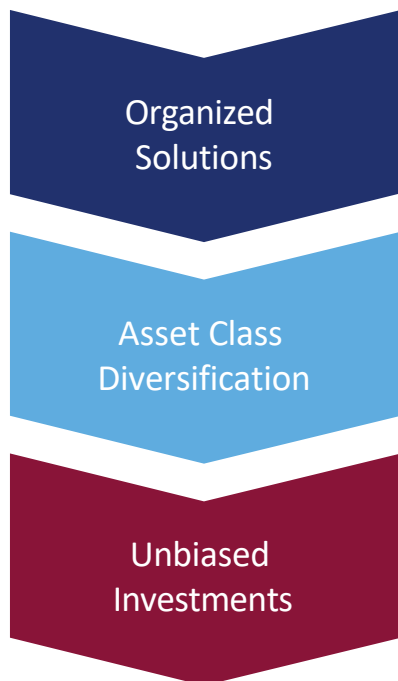 Organized
Solutions
Asset Class
Diversification
Unbiased
Investments